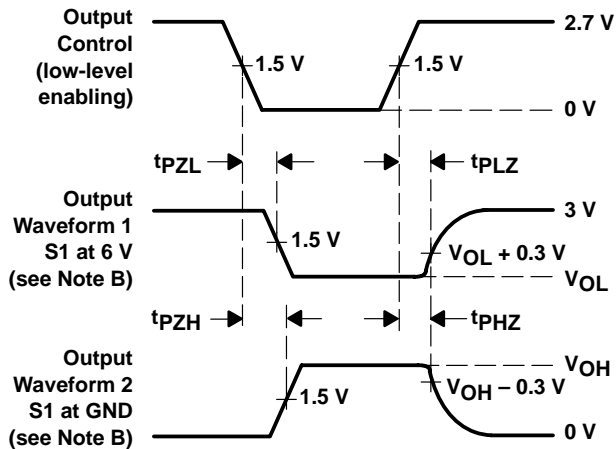 Output
Control
(low-level
enabling)
1.5 V
1.5 V
2.7 V
0 V
tPZL
tPLZ
Output
Waveform 1
S1 at 6 V
(see Note B)
1.5 V
3 V
VOL + 0.3 V
VOL
tPZH
tPHZ
Output
Waveform 2
S1 at GND
(see Note B)
1.5 V
VOH
VOH − 0.3 V
0 V